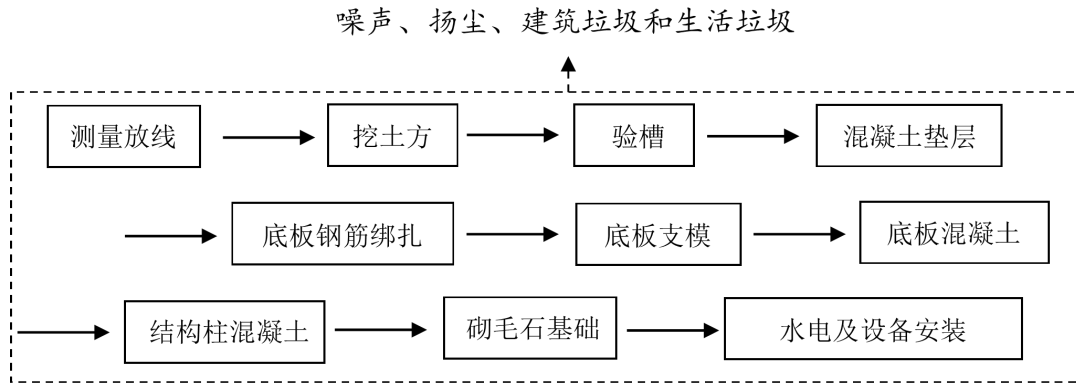 噪声、扬尘、建筑垃圾和生活垃圾
测量放线 挖土方 验槽 混凝土垫层
底板钢筋绑扎 底板支模 底板混凝土
结构柱混凝土 砌毛石基础 水电及设备安装